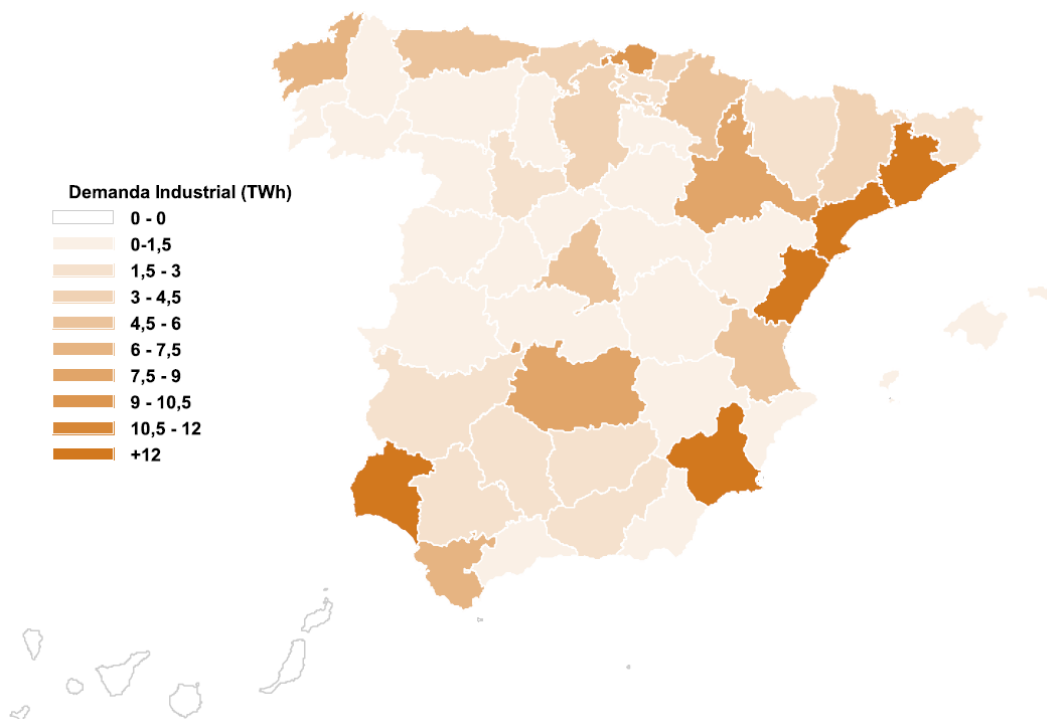 Demanda Industrial (TWh)
0 - 0
0-1,5
1,5 - 3
3 - 4,5
4,5 - 6
6 - 7,5
7,5 - 9
9 - 10,5
10,5 - 12
+12